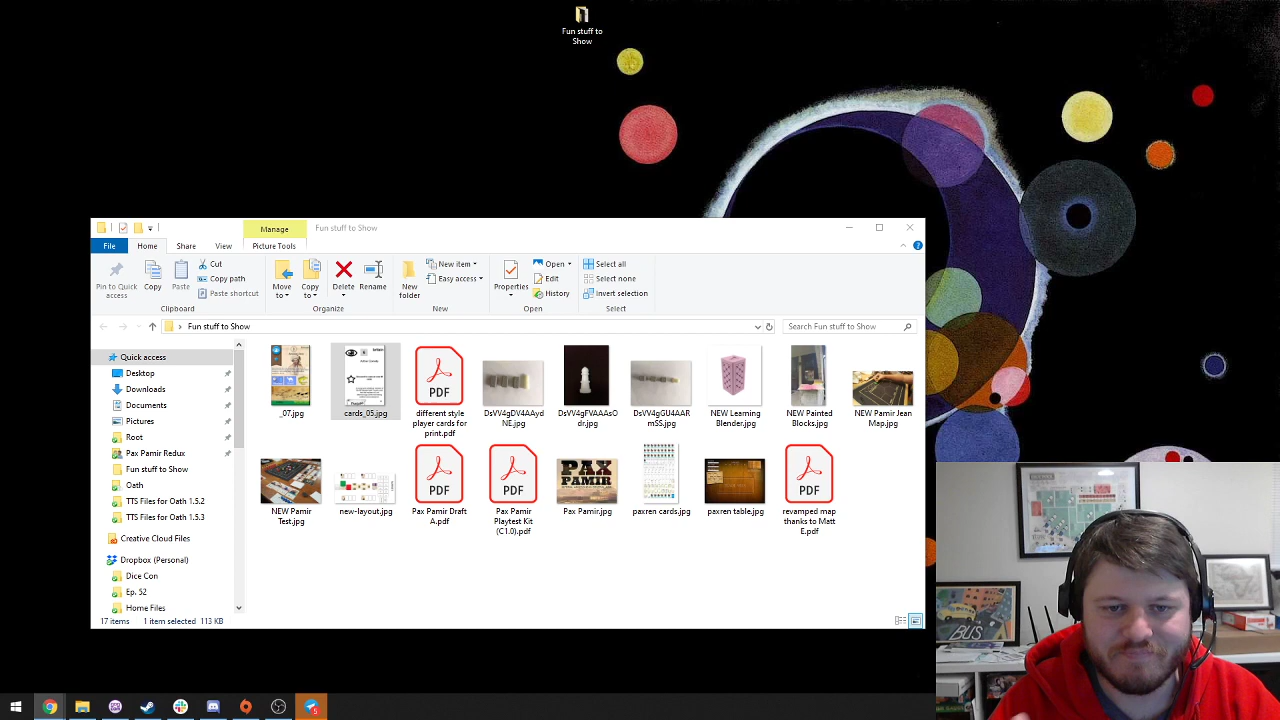 Fun stuff to
Show
Manage
Fun stuff to Show
File
Home
Share
View
Picture Tools
Pin to Quick
access
Copy
Paste
Cut
Copy path
Paste shortcut
Clipboard
Move
to
Copy
to
Delete
Rename
Organize
New
folder
New item
Easy access
New
Properties
Open
Edit
History
Open
Select all
Select none
Invert selection
Select
Fun stuff to Show
Search Fun stuff to Show
Quick access
Desktop
Downloads
Documents
Pictures
Root
Pax Pamir Redux
Fun stuff to Show
Oath
TTS Files for Oath 1.5.2
TTS Files for Oath 1.5.3
Creative Cloud Files
Dropbox (Personal)
Dice Con
Ep. 52
Home Files
_07.jpg
cards_05.jpg
PDF
different style
player cards for
print.pdf
DsVV4gDV4AAyd
NE.jpg
DsVV4gFVAAAsO
dr.jpg
DsVV4gGU4AAR
mSS.jpg
NEW Learning
Blender.jpg
NEW Painted
Blocks.jpg
NEW Pamir Jean
Map.jpg
NEW Pamir
Test.jpg
new-layout.jpg
PDF
Pax Pamir Draft
A.pdf
PDF
Pax Pamir
Playtest Kit
(C1.0).pdf
PAX
PAMIR
Pax Pamir.jpg
paxren cards.jpg
paxren table.jpg
PDF
revamped map
thanks to Matt
E.pdf
17 items
1 item selected 113 KB
BUS